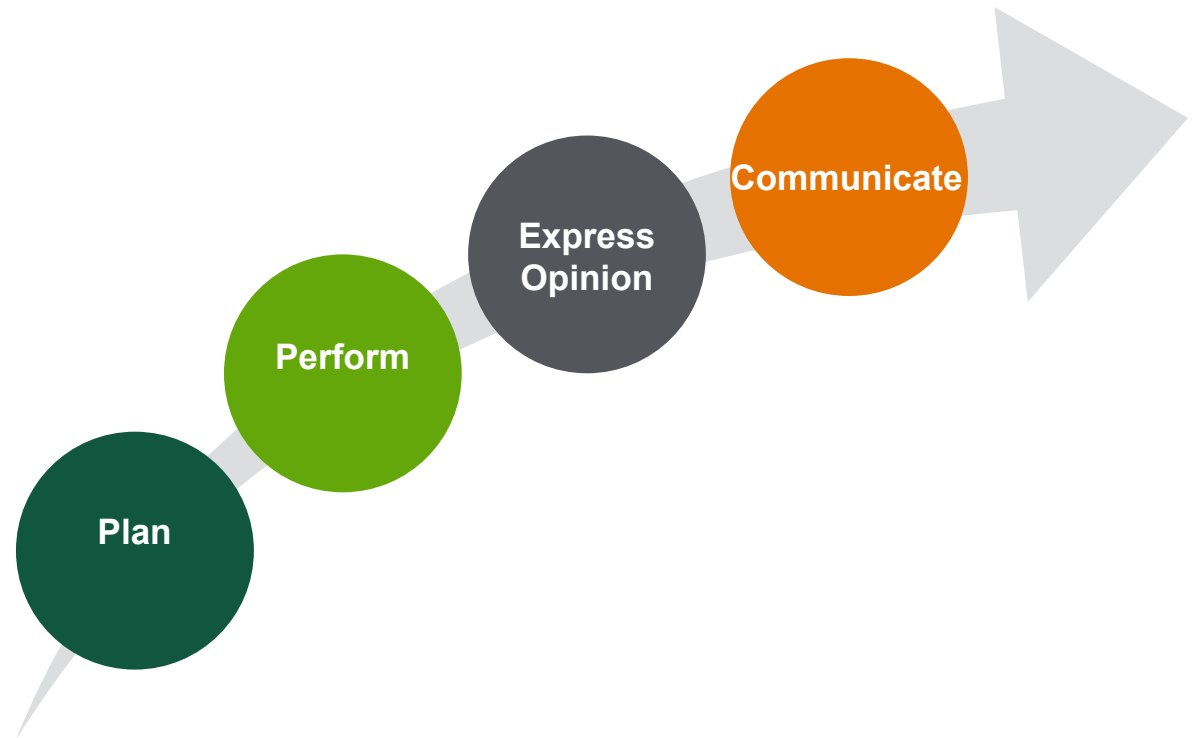 Plan
Perform
Express
Opinion
Communicate